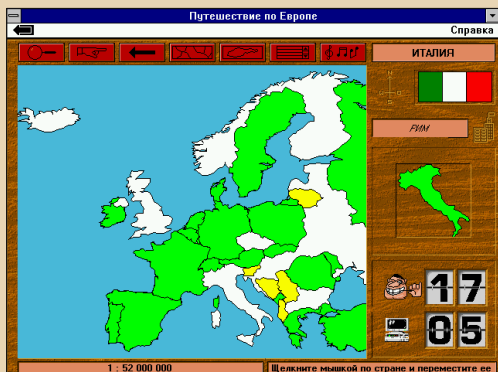 Путешествие по Европе
Справка
ИТАЛИЯ
РИМ
17
05
1 : 52 000 000
Щелкните мышкой по стране и переместите ее